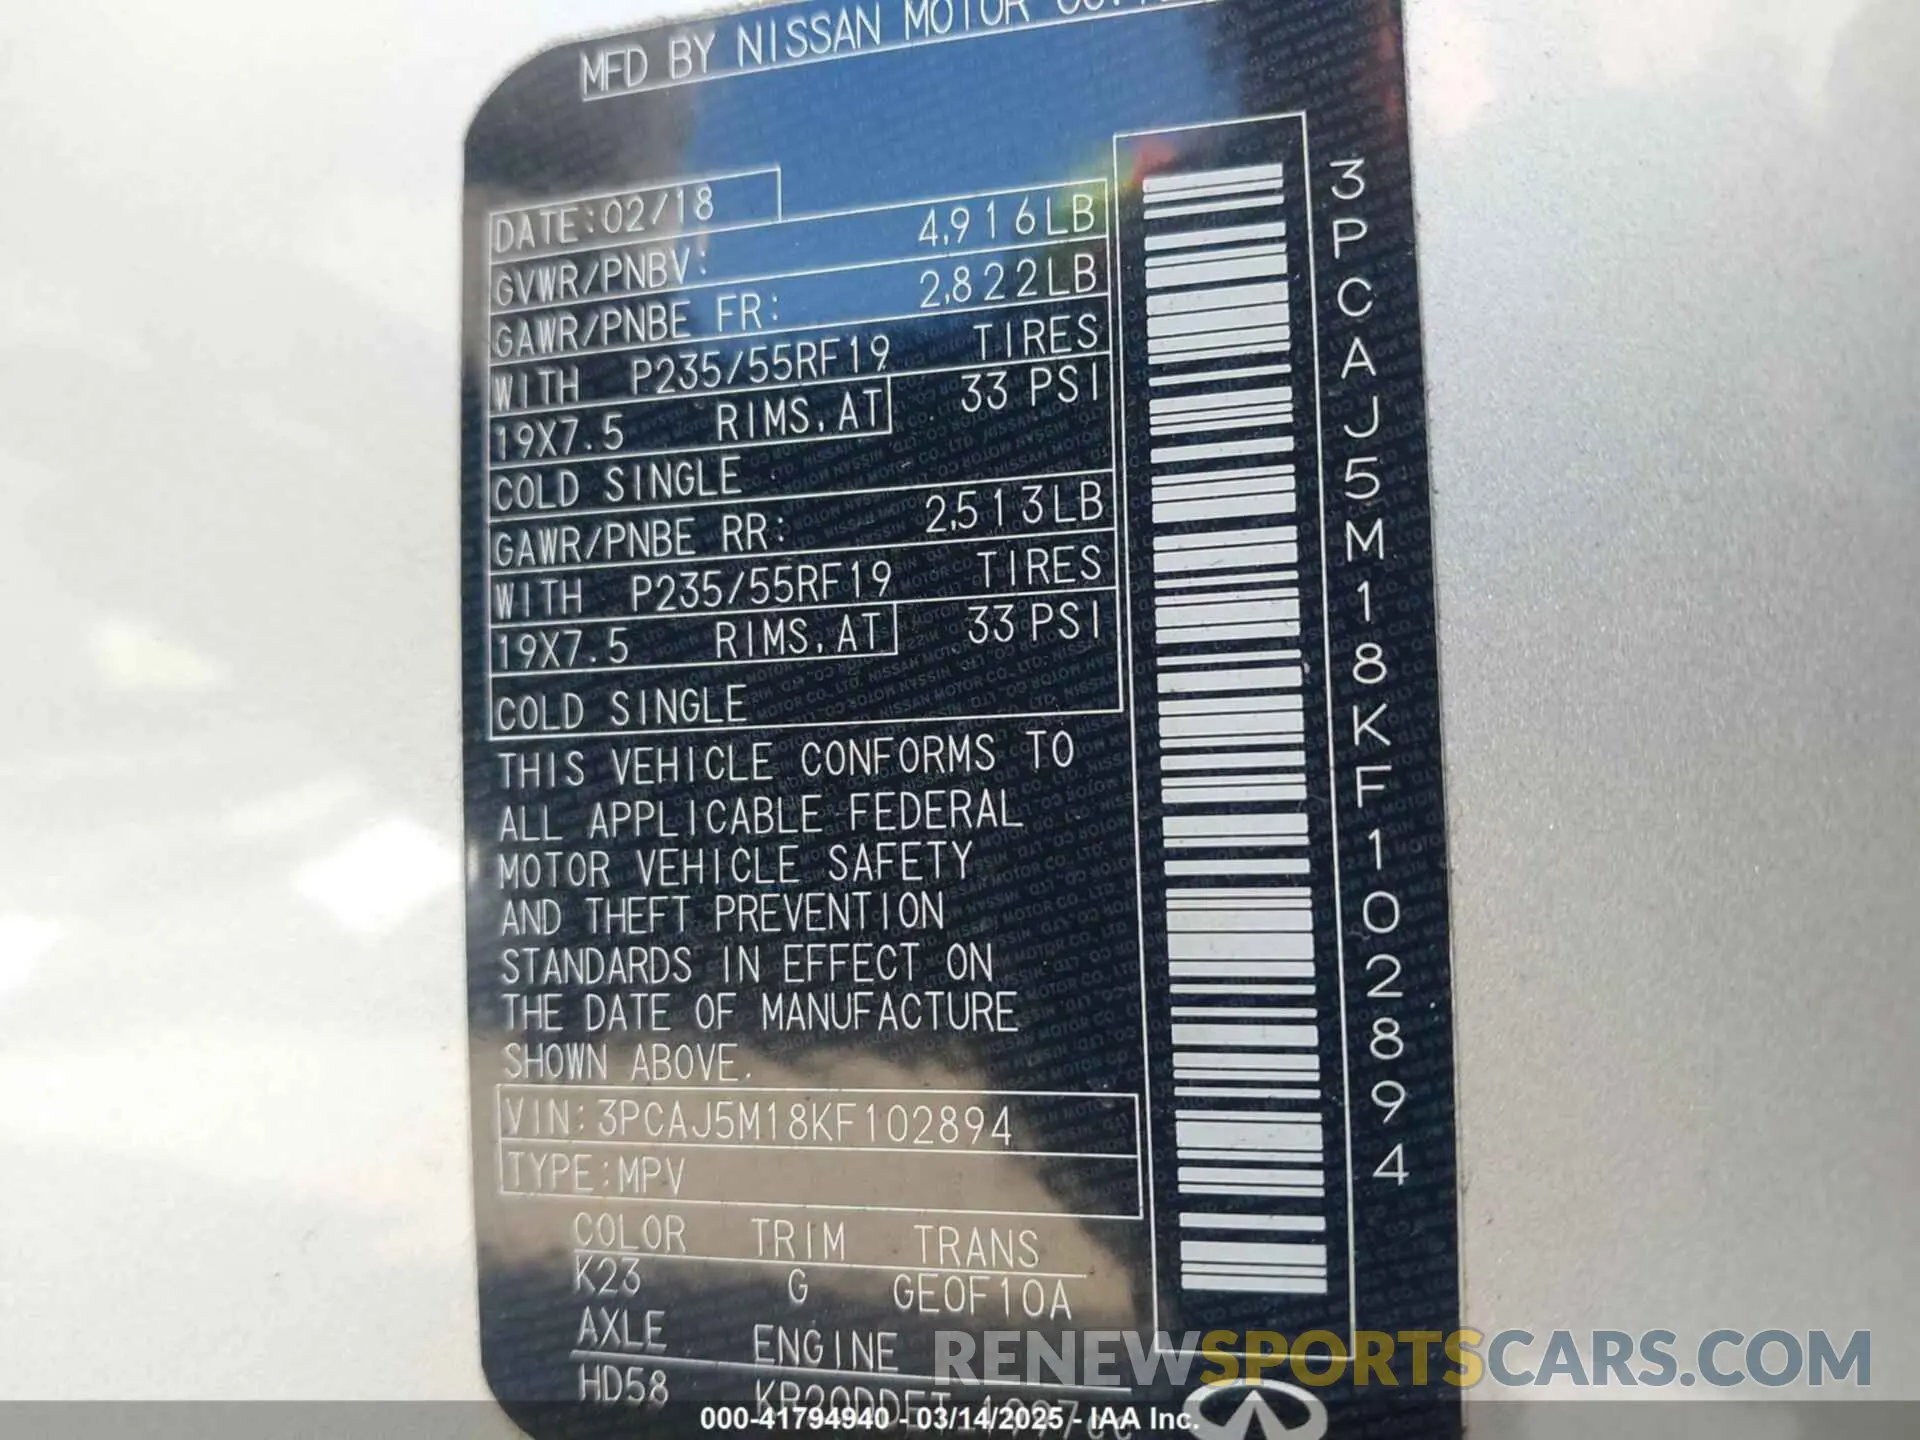 MFD BY NISSAN MOTOR CO.
DATE:02/18
GVWR/PNBV: 4,916LB
GAWR/PNBE FR: 2,822LB
WITH P235/55RF19 TIRES
19X7.5 RIMS,AT 33 PSI
COLD SINGLE
GAWR/PNBE RR: 2,513LB
WITH P235/55RF19 TIRES
19X7.5 RIMS,AT 33 PSI
COLD SINGLE
THIS VEHICLE CONFORMS TO
ALL APPLICABLE FEDERAL
MOTOR VEHICLE SAFETY
AND THEFT PREVENTION
STANDARDS IN EFFECT ON
THE DATE OF MANUFACTURE
SHOWN ABOVE.
VIN:3PCAJ5M18KF102894
TYPE:MPV
COLOR TRIM TRANS
K23 G GE0F10A
AXLE ENGINE
HD58 KR20DDET-1997cc
3PCAJ5M18KF102894
RENEWSPORTSCARS.COM
000-41794940 - 03/14/2025 - IAA Inc.